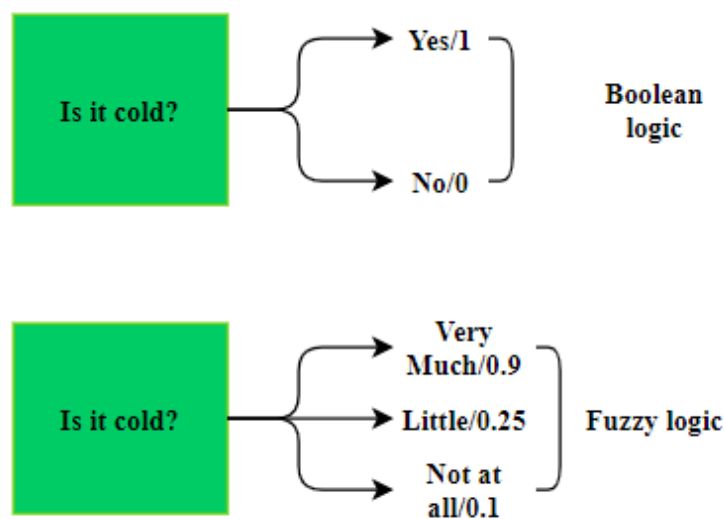 Is it cold?
Yes/1
No/0
Boolean
logic
Is it cold?
Very
Much/0.9
Little/0.25
Not at
all/0.1
Fuzzy logic